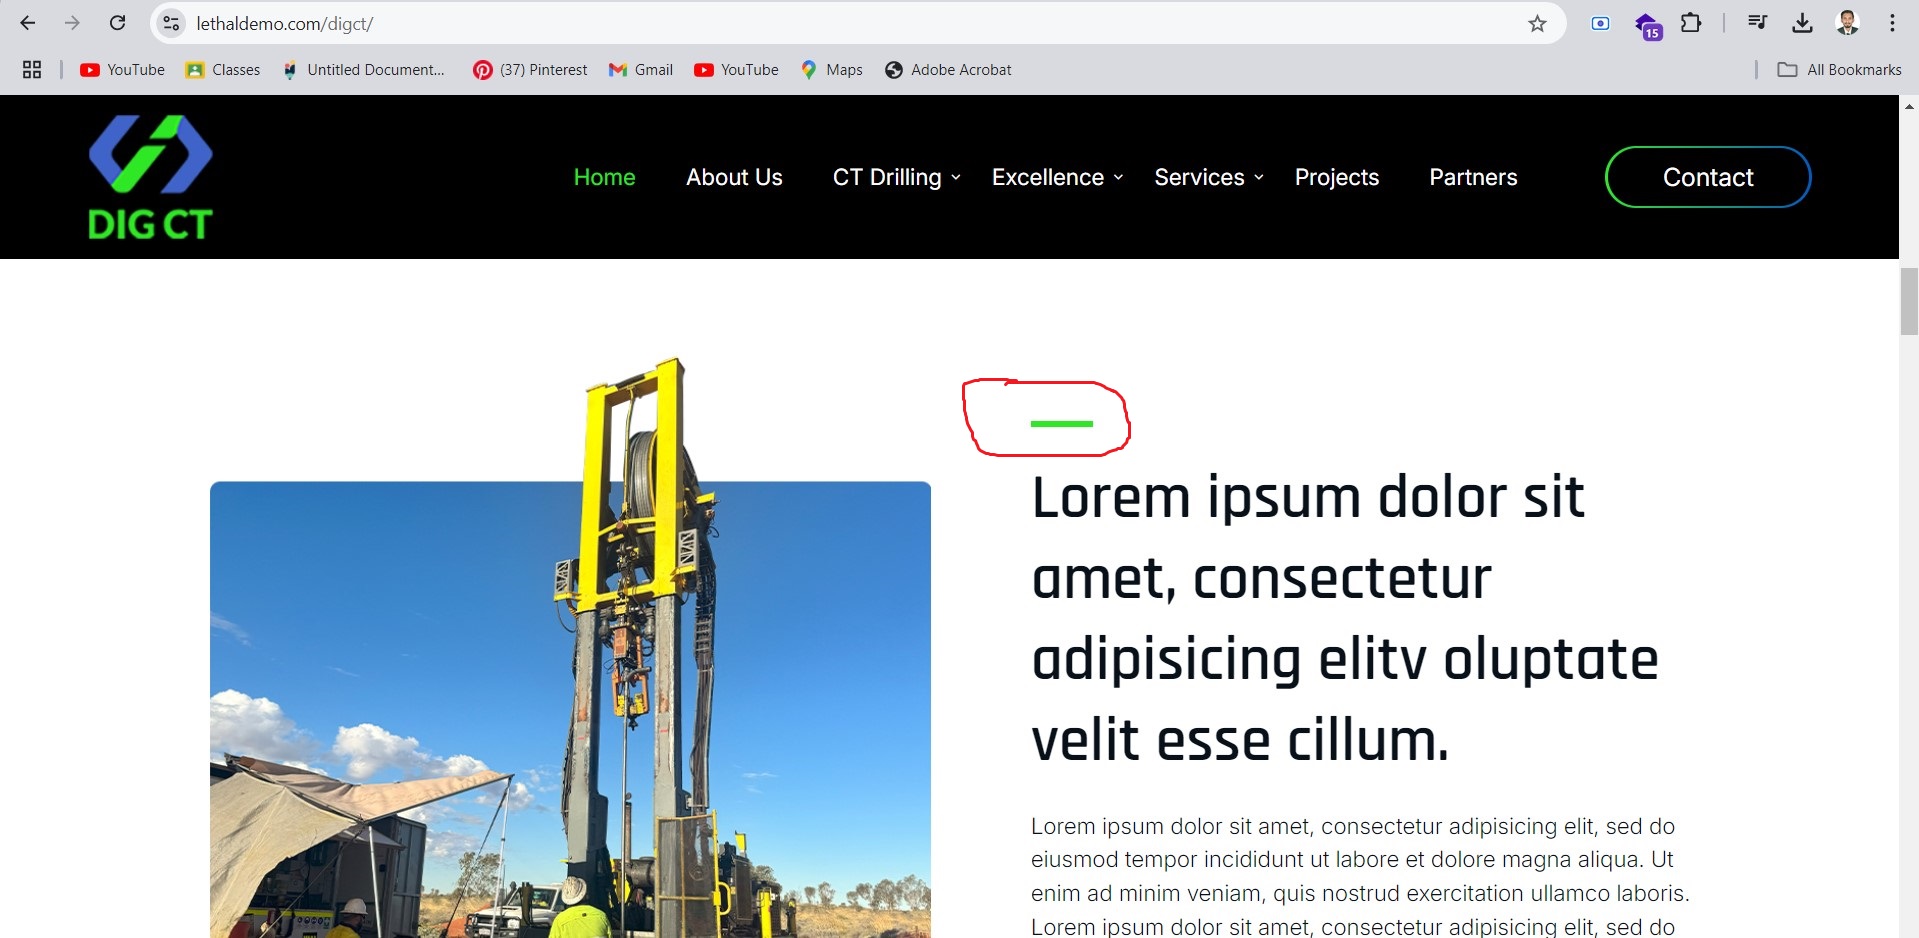 lethaldemo.com/digct/
15
YouTube
Classes
Untitled Document...
(37) Pinterest
Gmail
YouTube
Maps
Adobe Acrobat
All Bookmarks
DIG CT
Home
About Us
CT Drilling
Excellence
Services
Projects
Partners
Contact
Lorem ipsum dolor sit
amet, consectetur
adipisicing elitv oluptate
velit esse cillum.
Lorem ipsum dolor sit amet, consectetur adipisicing elit, sed do
eiusmod tempor incididunt ut labore et dolore magna aliqua. Ut
enim ad minim veniam, quis nostrud exercitation ullamco laboris.
Lorem ipsum dolor sit amet, consectetur adipisicing elit, sed do